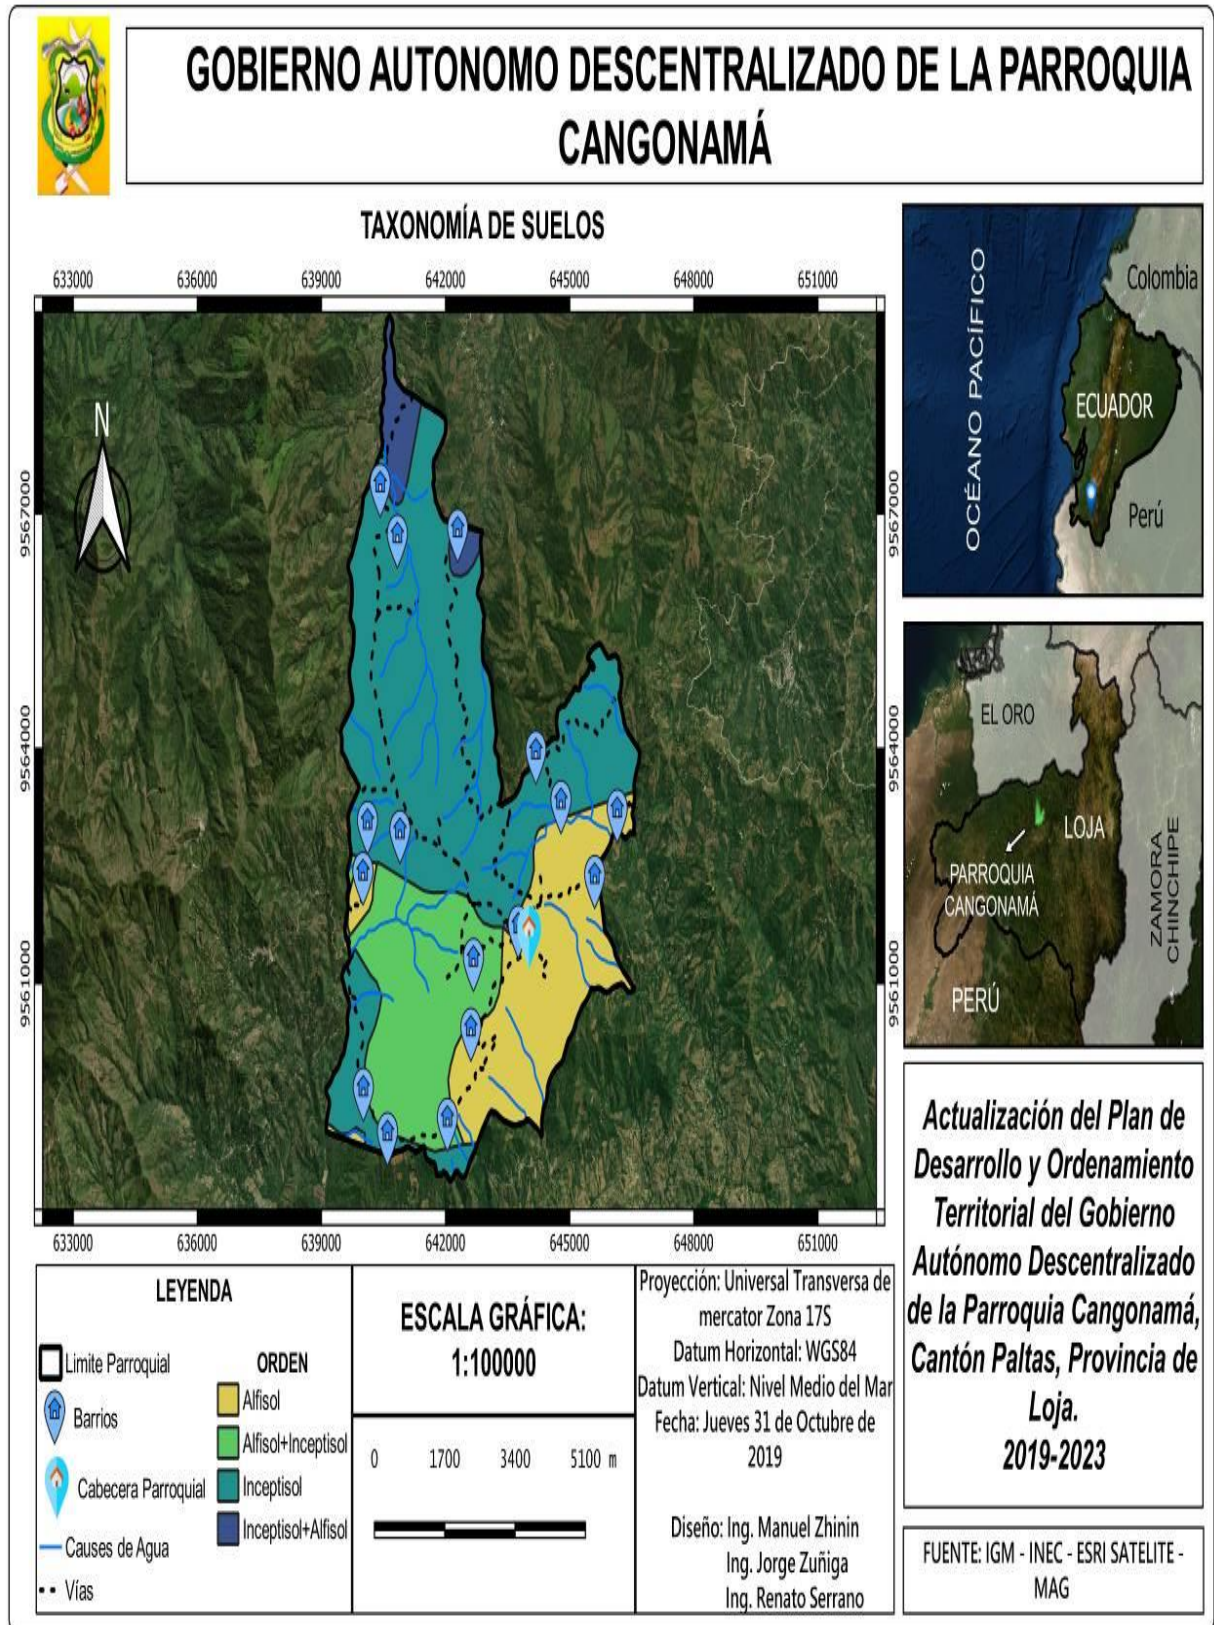 GOBIERNO AUTONOMO DESCENTRALIZADO DE LA PARROQUIA
CANGONAMÁ
TAXONOMÍA DE SUELOS
633000 636000 639000 642000 645000 648000 651000
N
9567000
9564000
9561000
9567000
9564000
9561000
633000 636000 639000 642000 645000 648000 651000
OCÉANO PACÍFICO
Colombia
ECUADOR
Perú
EL ORO
LOJA
PARROQUIA
CANGONAMÁ
ZAMORA
CHINCHIPE
PERÚ
LEYENDA
Limite Parroquial
Barrios
Cabecera Parroquial
Causes de Agua
Vías
ORDEN
Alfisol
Alfisol+Inceptisol
Inceptisol
Inceptisol+Alfisol
ESCALA GRÁFICA:
1:100000
0 1700 3400 5100 m
Proyección: Universal Transversa de
mercator Zona 17S
Datum Horizontal: WGS84
Datum Vertical: Nivel Medio del Mar
Fecha: Jueves 31 de Octubre de
2019
Diseño: Ing. Manuel Zhinin
Ing. Jorge Zuñiga
Ing. Renato Serrano
Actualización del Plan de
Desarrollo y Ordenamiento
Territorial del Gobierno
Autónomo Descentralizado
de la Parroquia Cangonamá,
Cantón Paltas, Provincia de
Loja.
2019-2023
FUENTE: IGM - INEC - ESRI SATELITE -
MAG